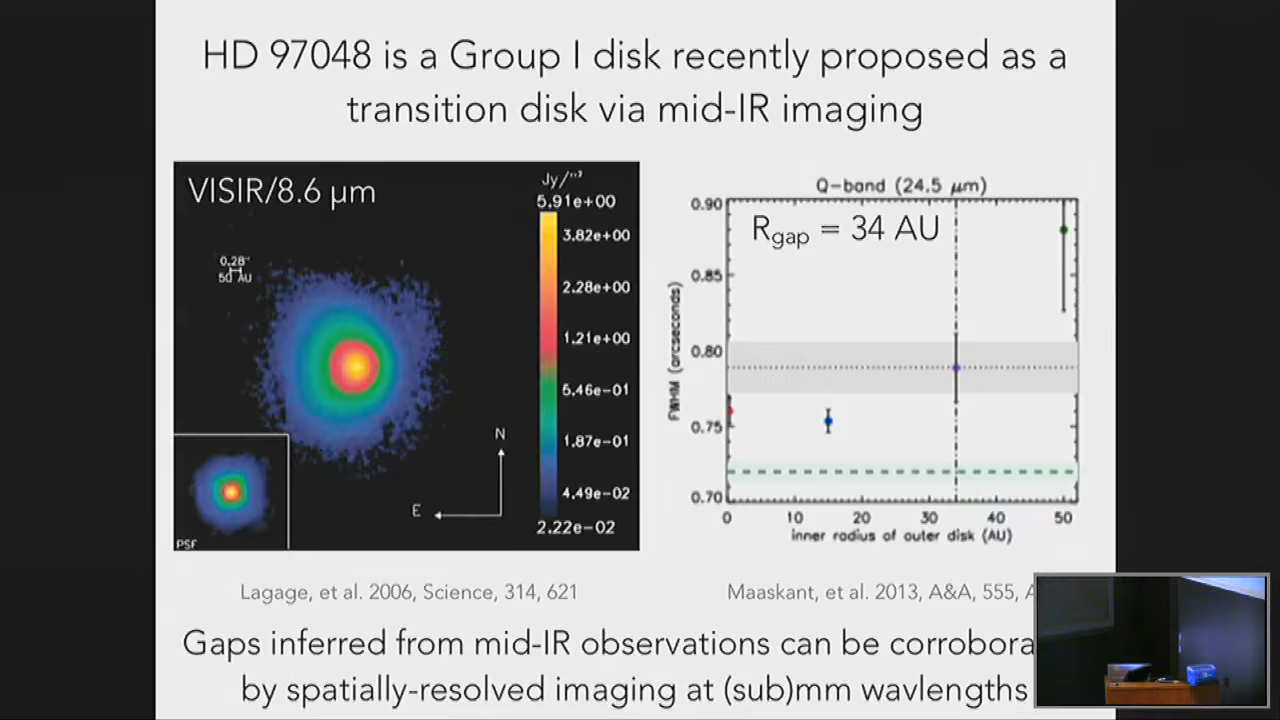 HD 97048 is a Group I disk recently proposed as a
transition disk via mid-IR imaging
VISIR/8.6 μm
Jy/"²
5.91e+00
3.82e+00
2.28e+00
1.21e+00
5.46e-01
1.87e-01
4.49e-02
2.22e-02
0.28"
50 AU
N
E
PSF
Q-band (24.5 μm)
Rgap = 34 AU
FWHM (arcseconds)
0.90
0.85
0.80
0.75
0.70
0 10 20 30 40 50
inner radius of outer disk (AU)
Lagage, et al. 2006, Science, 314, 621
Maaskant, et al. 2013, A&A, 555,
Gaps inferred from mid-IR observations can be
by spatially-resolved imaging at (sub)mm wavlengths